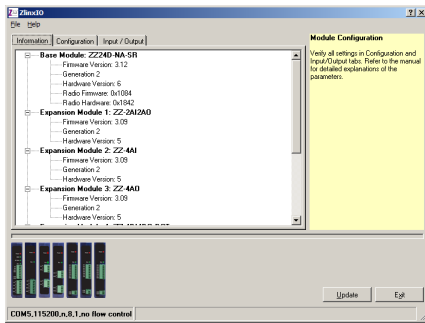 ZlinxIO
File Help
Information Configuration Input / Output
Base Module: ZZ24D-NA-SR
Firmware Version: 3.12
Generation 2
Hardware Version: 6
Radio Firmware: 0x1084
Radio Hardware: 0x1842
Expansion Module 1: ZZ-2AI2AO
Firmware Version: 3.09
Generation 2
Hardware Version: 5
Expansion Module 2: ZZ-4AI
Firmware Version: 3.09
Generation 2
Hardware Version: 5
Expansion Module 3: ZZ-4AO
Firmware Version: 3.09
Generation 2
Hardware Version: 5
Module Configuration
Verify all settings in Configuration and
Input/Output tabs. Refer to the manual
for detailed explanations of the
parameters.
Update Exit
COM5,115200,n,8,1,no flow control